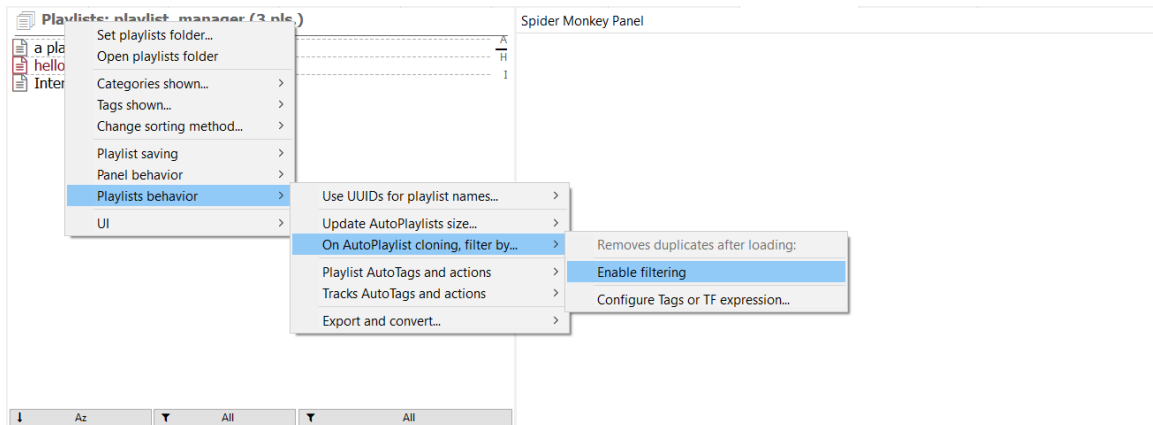 Playlists: playlist_manager (3 pls.)
Spider Monkey Panel
a pla
hello
Inter
A
H
I
Set playlists folder...
Open playlists folder
Categories shown...
Tags shown...
Change sorting method...
Playlist saving
Panel behavior
Playlists behavior
UI
Use UUIDs for playlist names...
Update AutoPlaylists size...
On AutoPlaylist cloning, filter by...
Playlist AutoTags and actions
Tracks AutoTags and actions
Export and convert...
Removes duplicates after loading:
Enable filtering
Configure Tags or TF expression...
Az
All
All